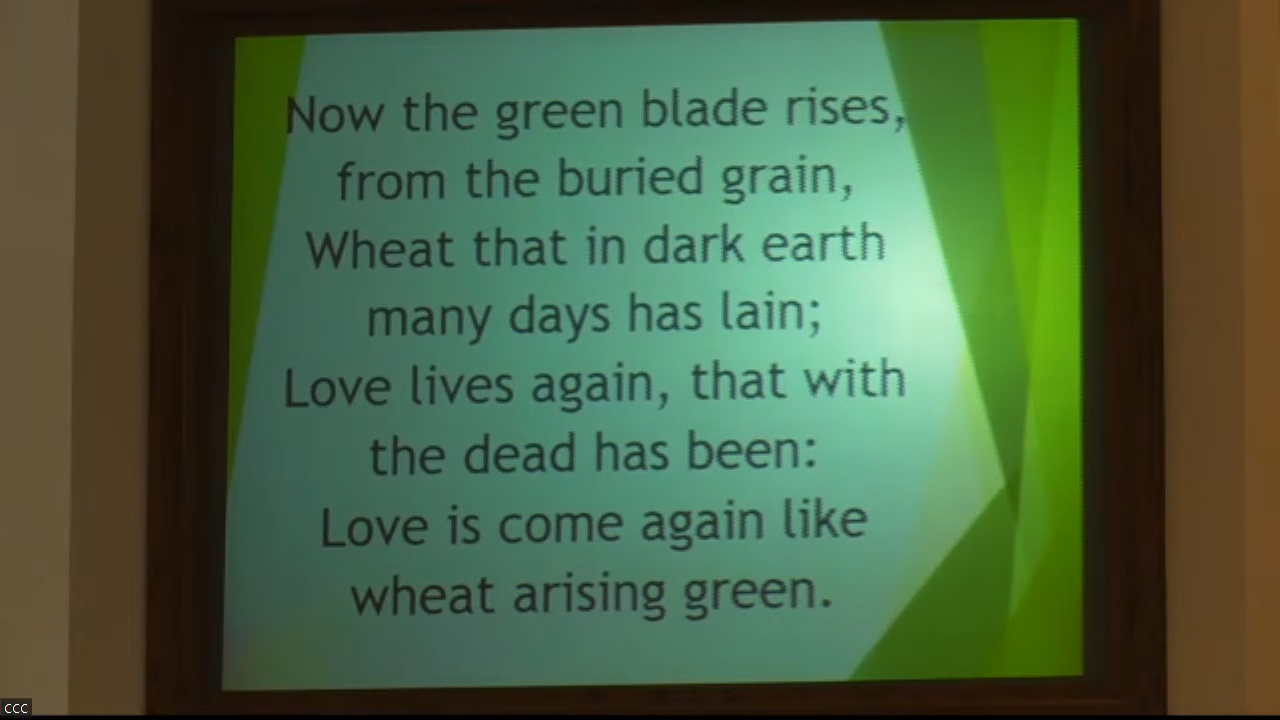 Now the green blade rises,
from the buried grain,
Wheat that in dark earth
many days has lain;
Love lives again, that with
the dead has been:
Love is come again like
wheat arising green.
ccc